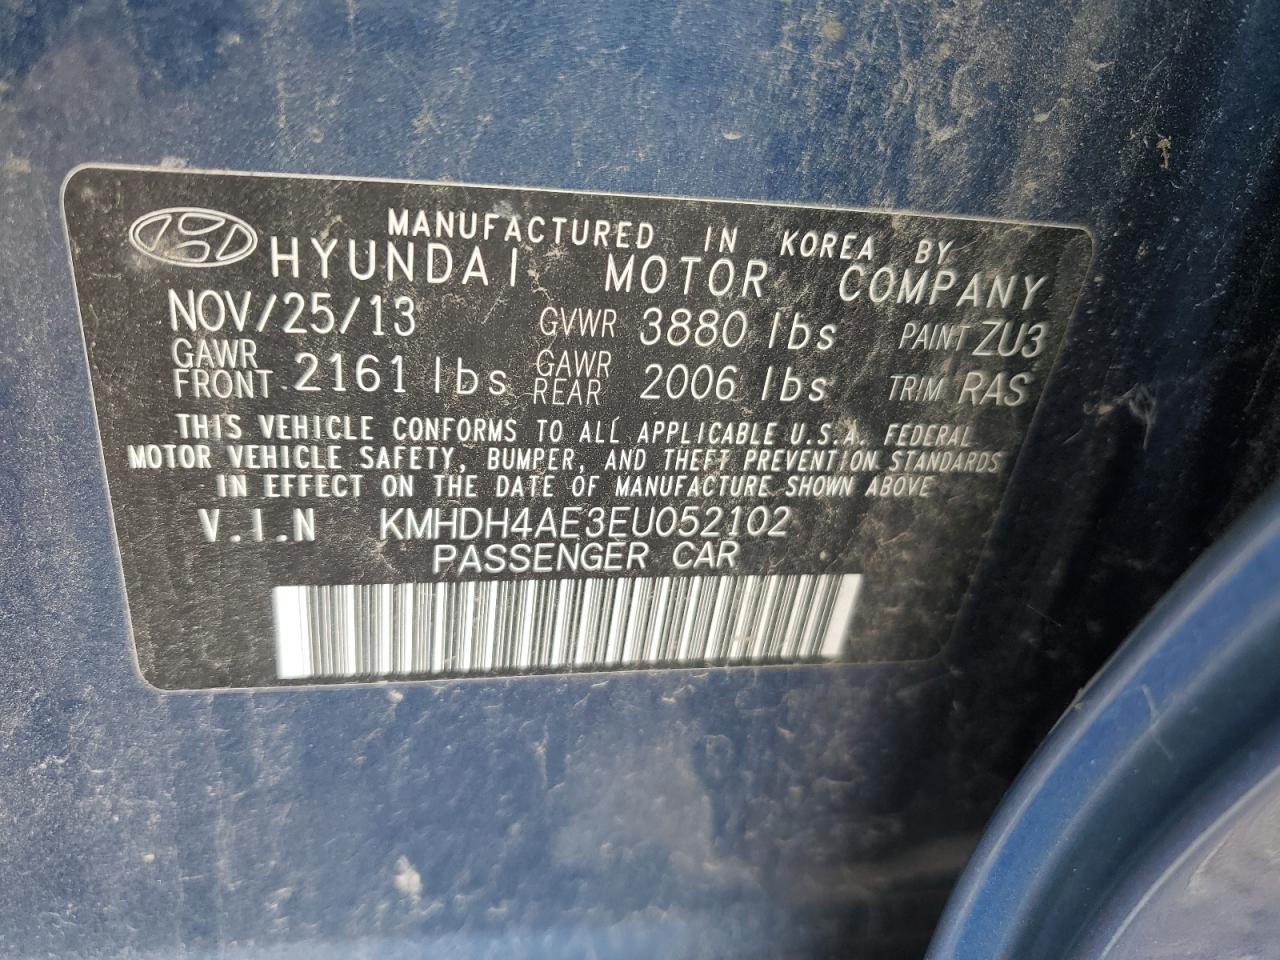 MANUFACTURED IN KOREA BY
HYUNDAI MOTOR COMPANY
NOV/25/13 GVWR 3880 lbs PAINT ZU3
GAWR FRONT 2161 lbs GAWR REAR 2006 lbs TRIM RAS
THIS VEHICLE CONFORMS TO ALL APPLICABLE U.S.A. FEDERAL
MOTOR VEHICLE SAFETY, BUMPER, AND THEFT PREVENTION STANDARDS
IN EFFECT ON THE DATE OF MANUFACTURE SHOWN ABOVE
V.I.N KMHDH4AE3EU052102
PASSENGER CAR